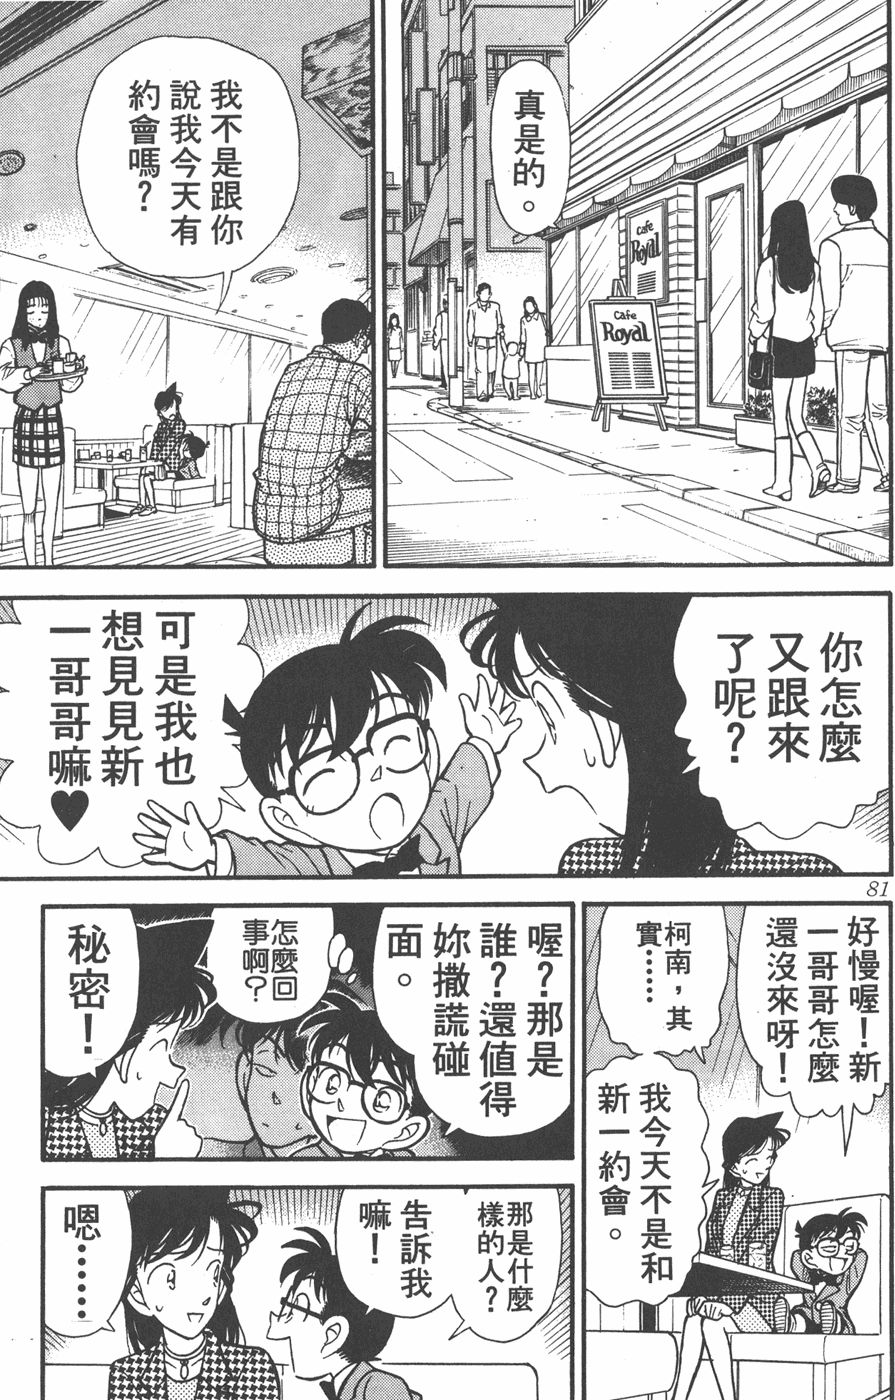 真是的。
Cafe
Royal
Cafe
Royal
我不是跟你
說我今天有
約會嗎?
你怎麼
又跟來
了呢?
可是我也
想見見新
一哥哥嘛♥
81
好慢喔!新
一哥哥怎麼
還沒來呀!
柯南,其
實……
我今天不是和
新一約會。
喔?那是
誰?還值得
妳撒謊碰
面。
怎麼回
事啊?
秘密!
那是什麼
樣的人?
告訴我
嘛!
嗯……